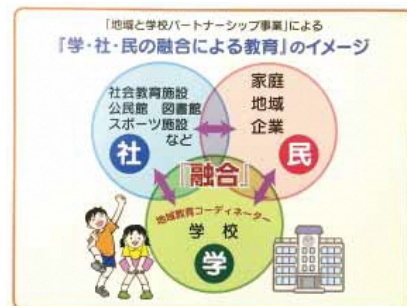 「地域と学校パートナーシップ事業」による
『学・社・民の融合による教育』のイメージ
社会教育施設
公民館 図書館
スポーツ施設
など
社
家庭
地域
企業
民
『融合』
地域教育コーディネーター
学校
学